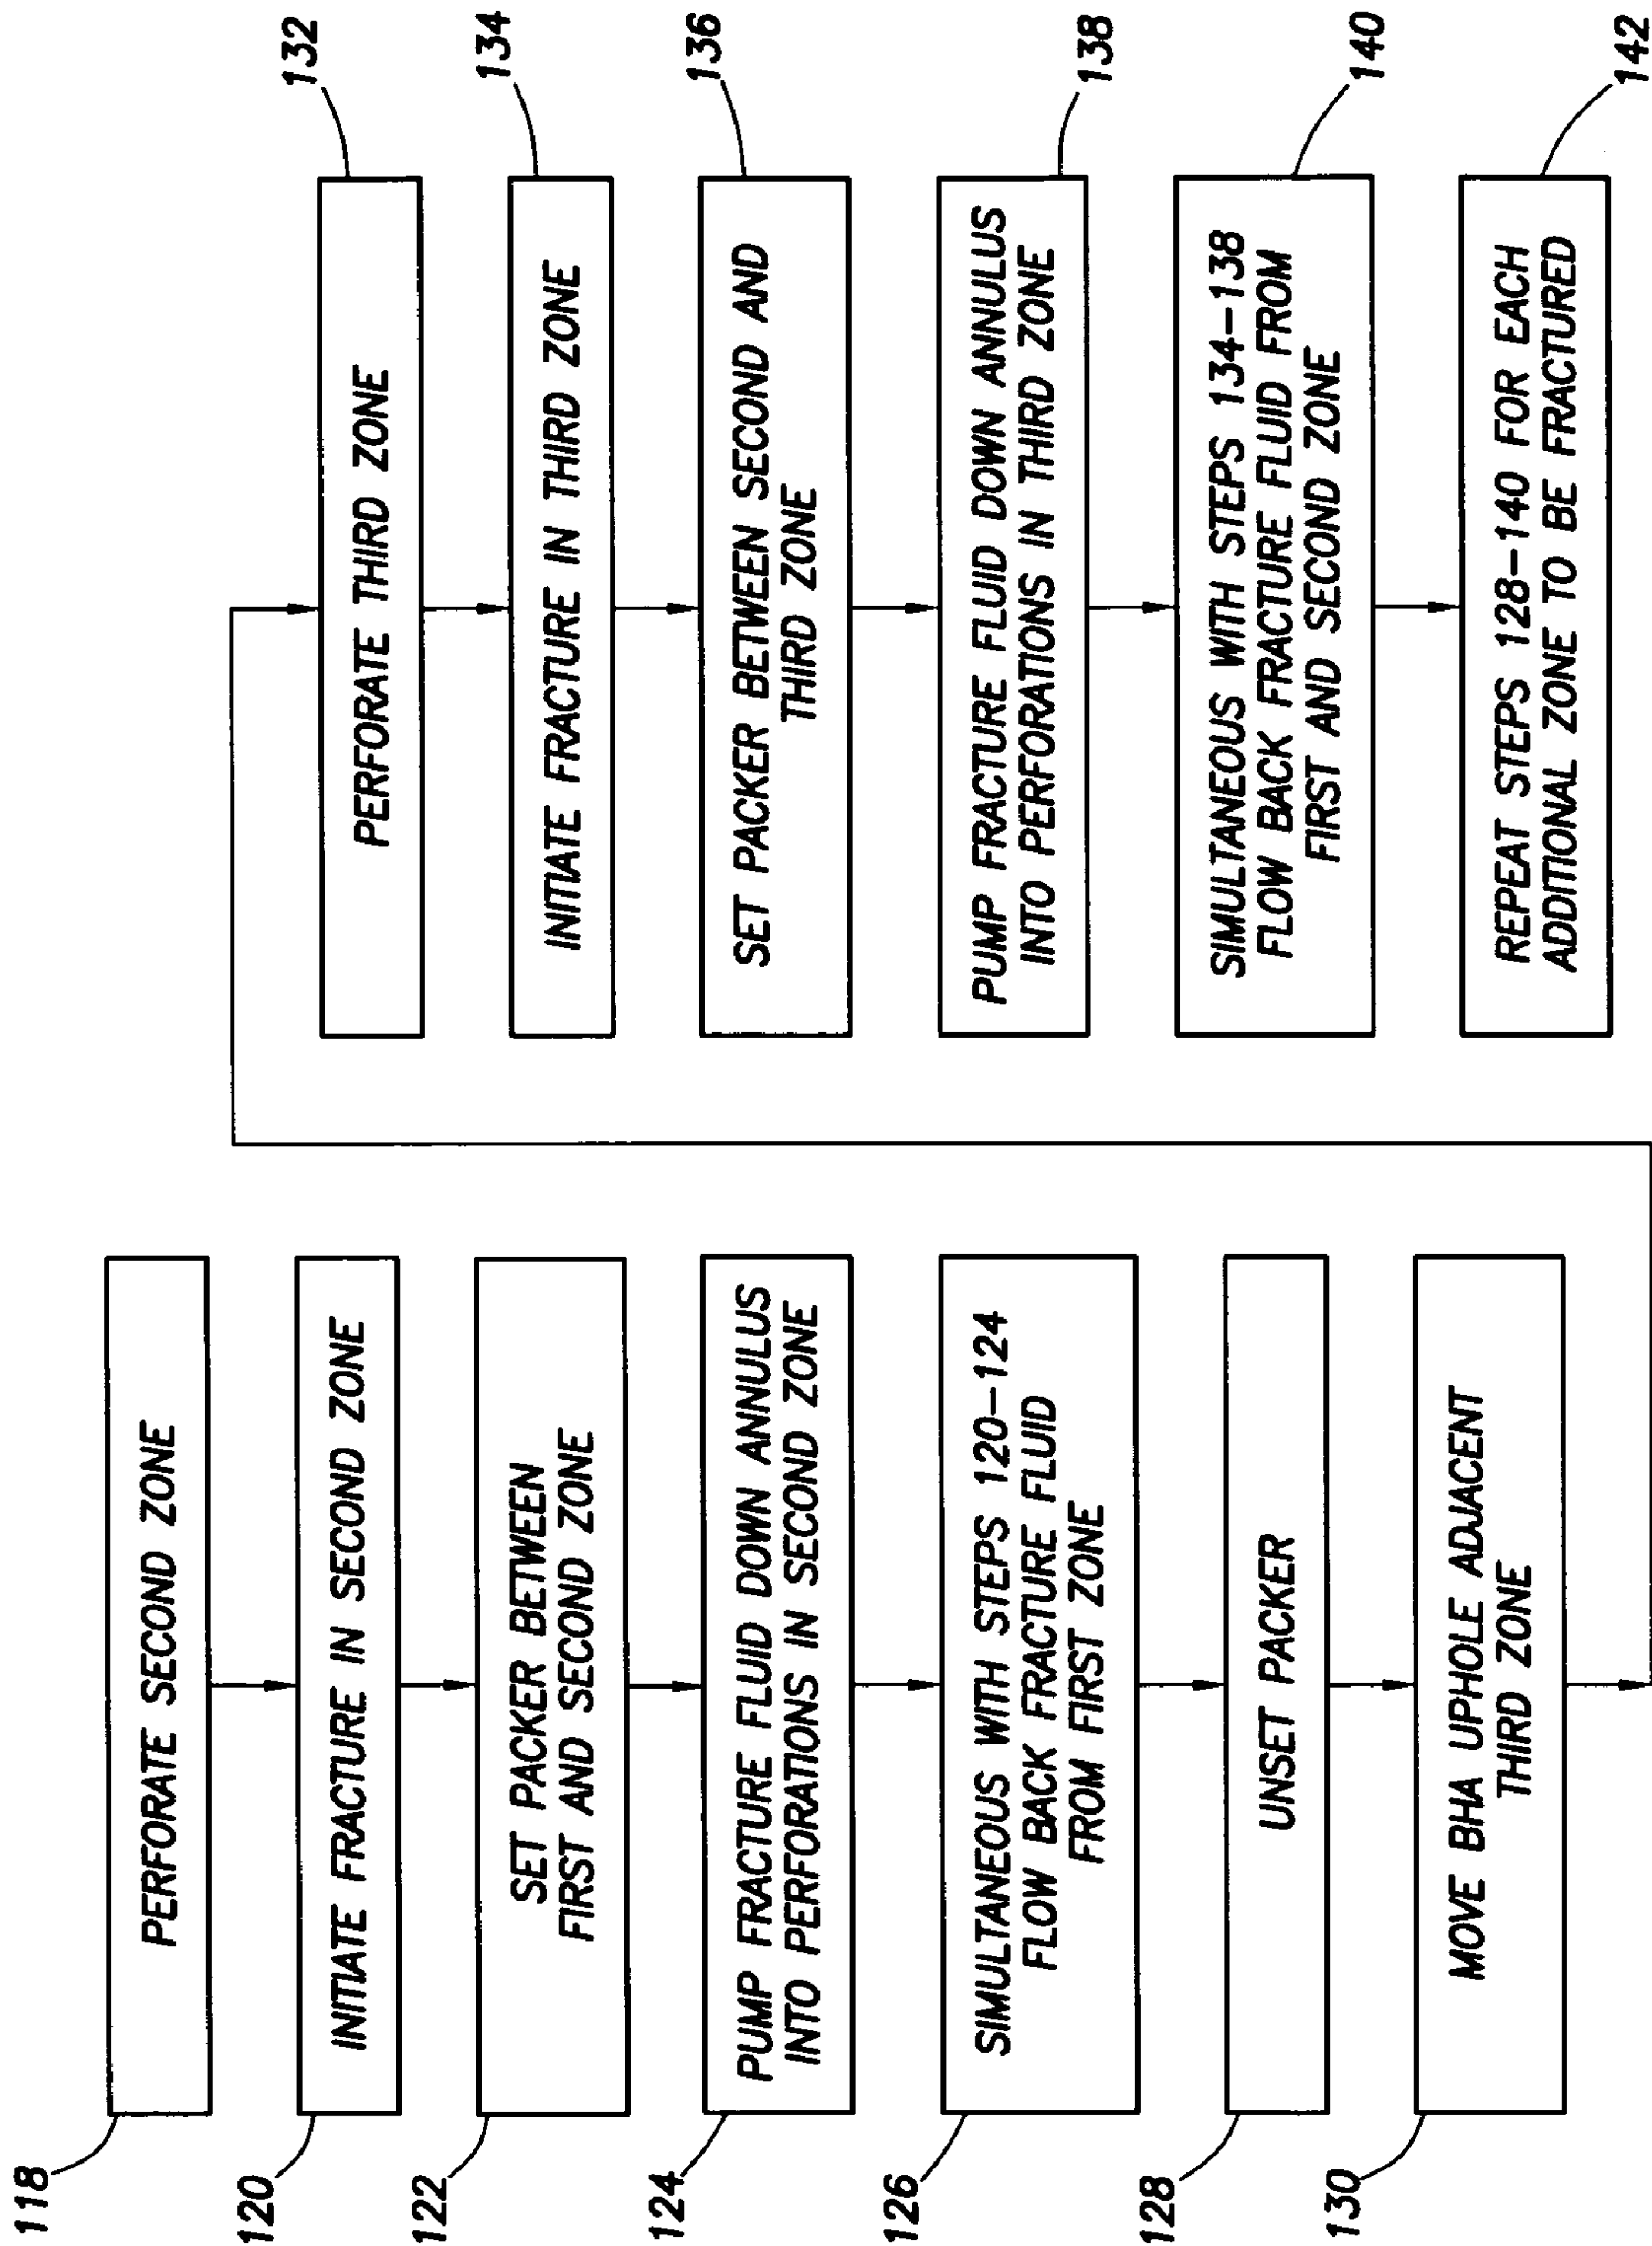 118
PERFORATE SECOND ZONE
120
INITIATE FRACTURE IN SECOND ZONE
122
SET PACKER BETWEEN
FIRST AND SECOND ZONE
124
PUMP FRACTURE FLUID DOWN ANNULUS
INTO PERFORATIONS IN SECOND ZONE
126
SIMULTANEOUS WITH STEPS 120-124
FLOW BACK FRACTURE FLUID
FROM FIRST ZONE
128
UNSET PACKER
130
MOVE BHA UPHOLE ADJACENT
THIRD ZONE
132
PERFORATE THIRD ZONE
134
INITIATE FRACTURE IN THIRD ZONE
136
SET PACKER BETWEEN SECOND AND
THIRD ZONE
138
PUMP FRACTURE FLUID DOWN ANNULUS
INTO PERFORATIONS IN THIRD ZONE
140
SIMULTANEOUS WITH STEPS 134-138
FLOW BACK FRACTURE FLUID FROM
FIRST AND SECOND ZONE
142
REPEAT STEPS 128-140 FOR EACH
ADDITIONAL ZONE TO BE FRACTURED